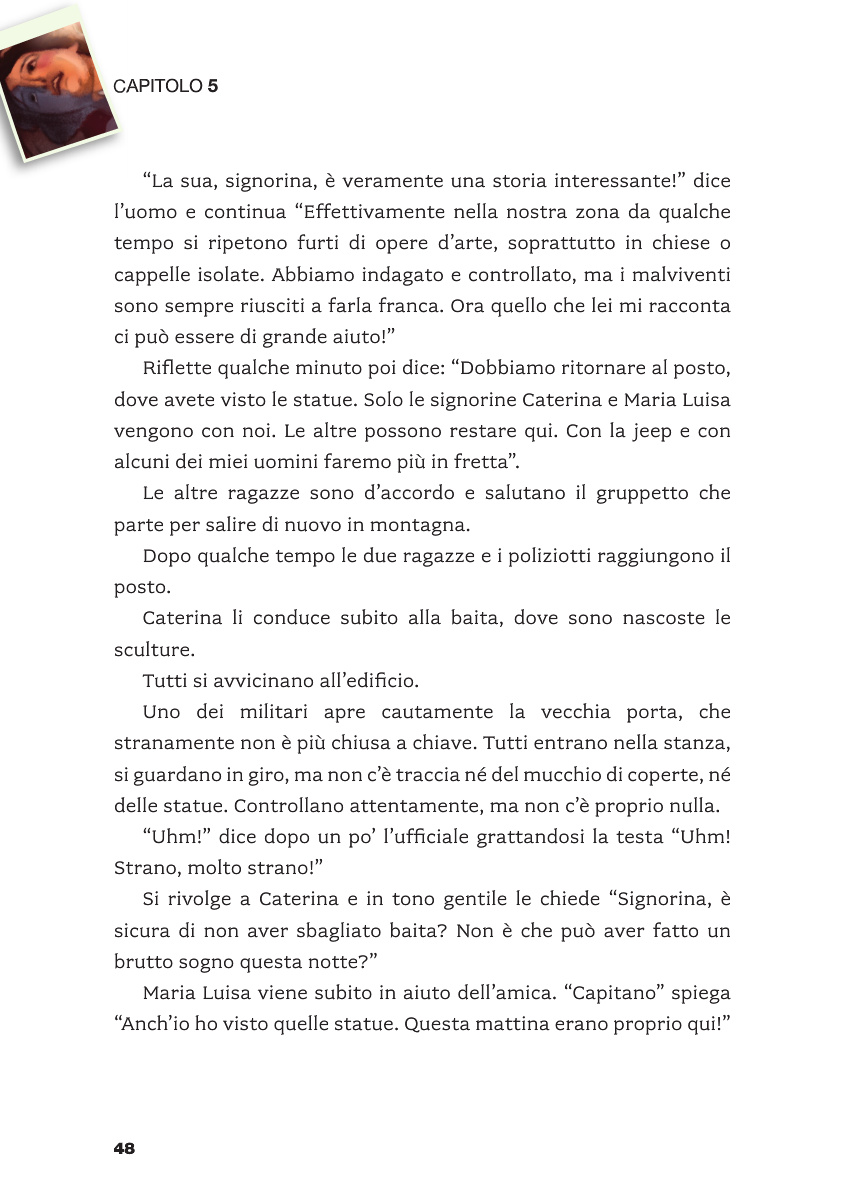 CAPITOLO 5
“La sua, signorina, è veramente una storia interessante!” dice
l’uomo e continua “Effettivamente nella nostra zona da qualche
tempo si ripetono furti di opere d’arte, soprattutto in chiese o
cappelle isolate. Abbiamo indagato e controllato, ma i malviventi
sono sempre riusciti a farla franca. Ora quello che lei mi racconta
ci può essere di grande aiuto!”
Riflette qualche minuto poi dice: “Dobbiamo ritornare al posto,
dove avete visto le statue. Solo le signorine Caterina e Maria Luisa
vengono con noi. Le altre possono restare qui. Con la jeep e con
alcuni dei miei uomini faremo più in fretta”.
Le altre ragazze sono d’accordo e salutano il gruppetto che
parte per salire di nuovo in montagna.
Dopo qualche tempo le due ragazze e i poliziotti raggiungono il
posto.
Caterina li conduce subito alla baita, dove sono nascoste le
sculture.
Tutti si avvicinano all’edificio.
Uno dei militari apre cautamente la vecchia porta, che
stranamente non è più chiusa a chiave. Tutti entrano nella stanza,
si guardano in giro, ma non c’è traccia né del mucchio di coperte, né
delle statue. Controllano attentamente, ma non c’è proprio nulla.
“Uhm!” dice dopo un po’ l’ufficiale grattandosi la testa “Uhm!
Strano, molto strano!”
Si rivolge a Caterina e in tono gentile le chiede “Signorina, è
sicura di non aver sbagliato baita? Non è che può aver fatto un
brutto sogno questa notte?”
Maria Luisa viene subito in aiuto dell’amica. “Capitano” spiega
“Anch’io ho visto quelle statue. Questa mattina erano proprio qui!”
48